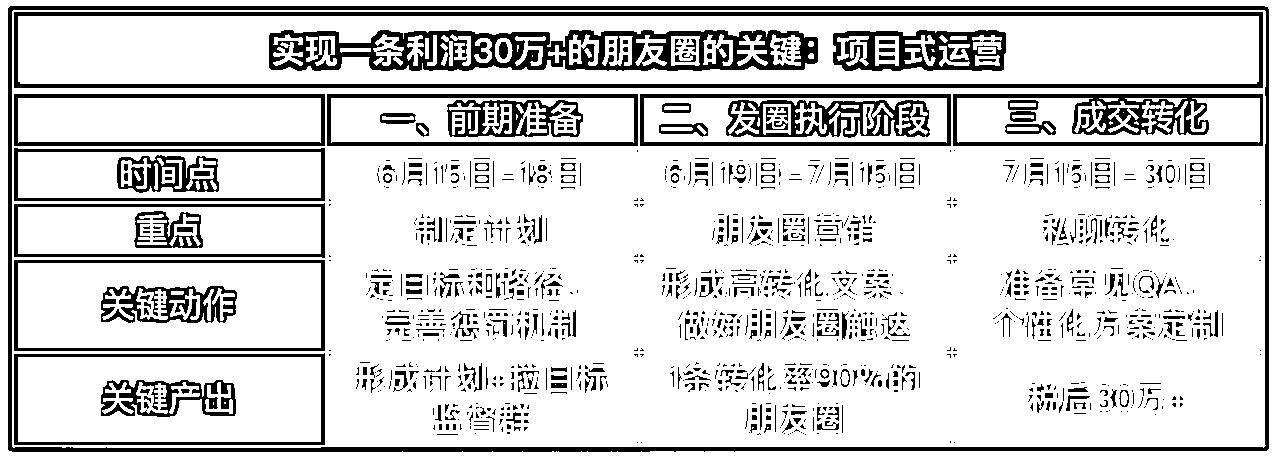 实现一条利润30万+的朋友圈的关键：项目式运营
一、前期准备
二、发圈执行阶段
三、成交转化
时间点
6月15日-18日
6月19日-7月15日
7月15日-30日
重点
制定计划
朋友圈营销
私聊转化
关键动作
定目标和路径、
完善惩罚机制
形成高转化文案、
做好朋友圈触达
准备常见QA、
个性化方案定制
关键产出
形成计划+拉目标
监督群
1条转化率90%的
朋友圈
税后30万+